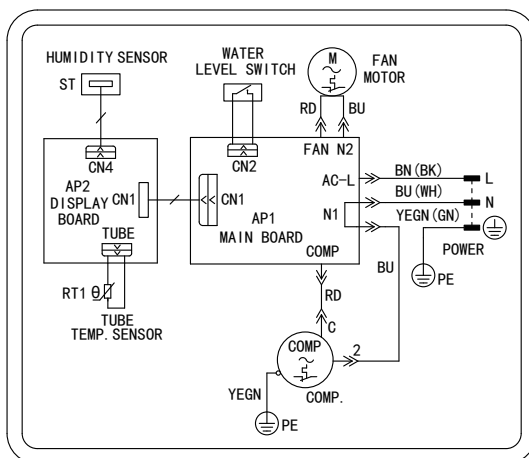 HUMIDITY SENSOR
ST
WATER
LEVEL SWITCH
M
FAN
MOTOR
RD
BU
FAN N2
CN4
CN2
AP2
DISPLAY
BOARD
CN1
CN1
AP1
MAIN BOARD
AC-L
N1
COMP
BN(BK)
L
BU(WH)
N
YEGN(GN)
POWER
PE
TUBE
RT1 θ
TUBE
TEMP. SENSOR
RD
BU
C
COMP
2
YEGN
COMP.
PE